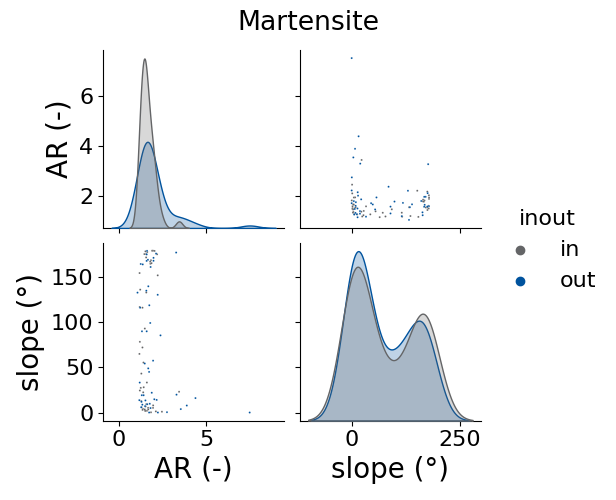 Martensite
AR (-)
6
4
2
slope (°)
150
100
50
0
0
5
AR (-)
0
250
slope (°)
inout
in
out